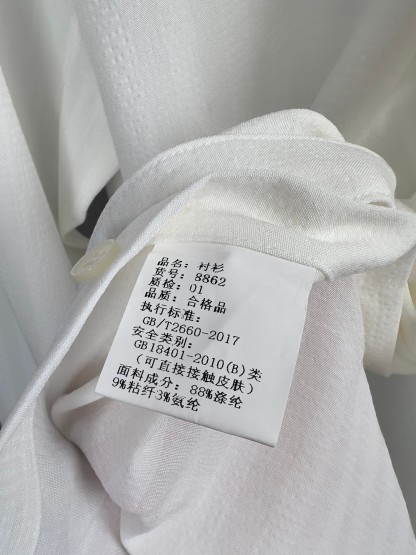 品名: 衬衫
货号: 8862
质检: 01
品质: 合格品
执行标准:
GB/T2660-2017
安全类别:
GB18401-2010(B)类
(可直接接触皮肤)
面料成分: 88%涤纶
9%粘纤3%氨纶